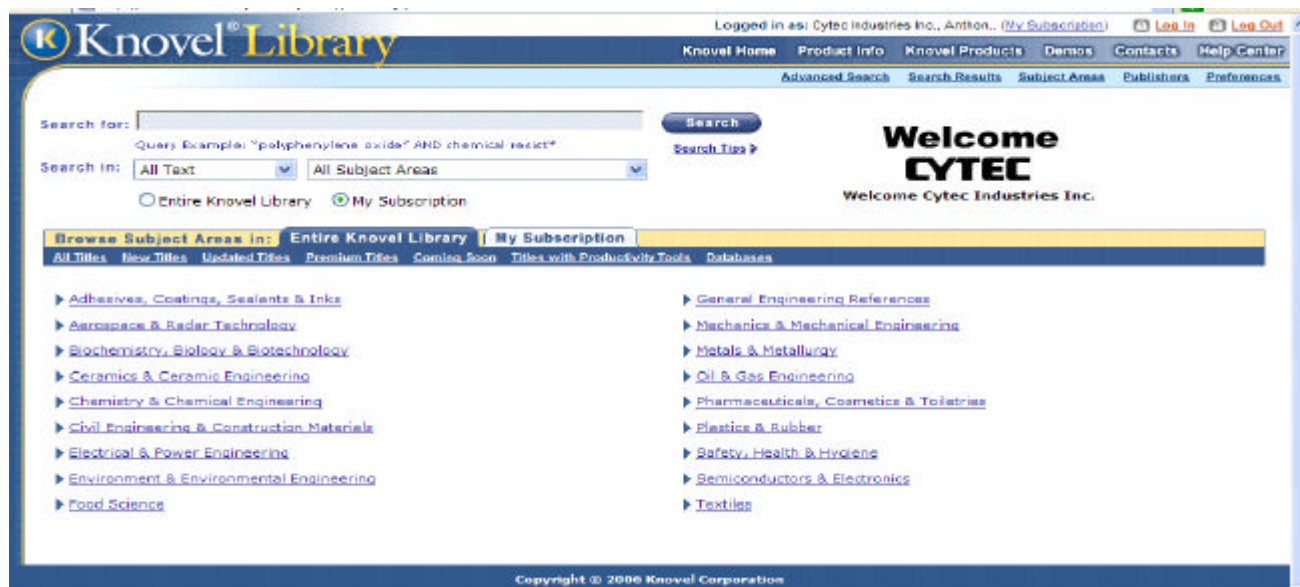 Knovel® Library
Logged in as: Cytec Industries Inc., Anthon.. (My Subscription) Log In Log Out
Knovel Home Product Info Knovel Products Demos Contacts Help Center
Advanced Search Search Results Subject Areas Publishers Preferences
Search for: Search
Query Example: "polyphenylene oxide" AND chemical resist*
Search Tips
Search in: All Text All Subject Areas
Entire Knovel Library My Subscription
Welcome
CYTEC
Welcome Cytec Industries Inc.
Browse Subject Areas in: Entire Knovel Library My Subscription
All Titles New Titles Updated Titles Premium Titles Coming Soon Titles with Productivity Tools Databases
Adhesives, Coatings, Sealants & Inks
Aerospace & Radar Technology
Biochemistry, Biology & Biotechnology
Ceramics & Ceramic Engineering
Chemistry & Chemical Engineering
Civil Engineering & Construction Materials
Electrical & Power Engineering
Environment & Environmental Engineering
Food Science
General Engineering References
Mechanics & Mechanical Engineering
Metals & Metallurgy
Oil & Gas Engineering
Pharmaceuticals, Cosmetics & Toiletries
Plastics & Rubber
Safety, Health & Hygiene
Semiconductors & Electronics
Textiles
Copyright © 2006 Knovel Corporation